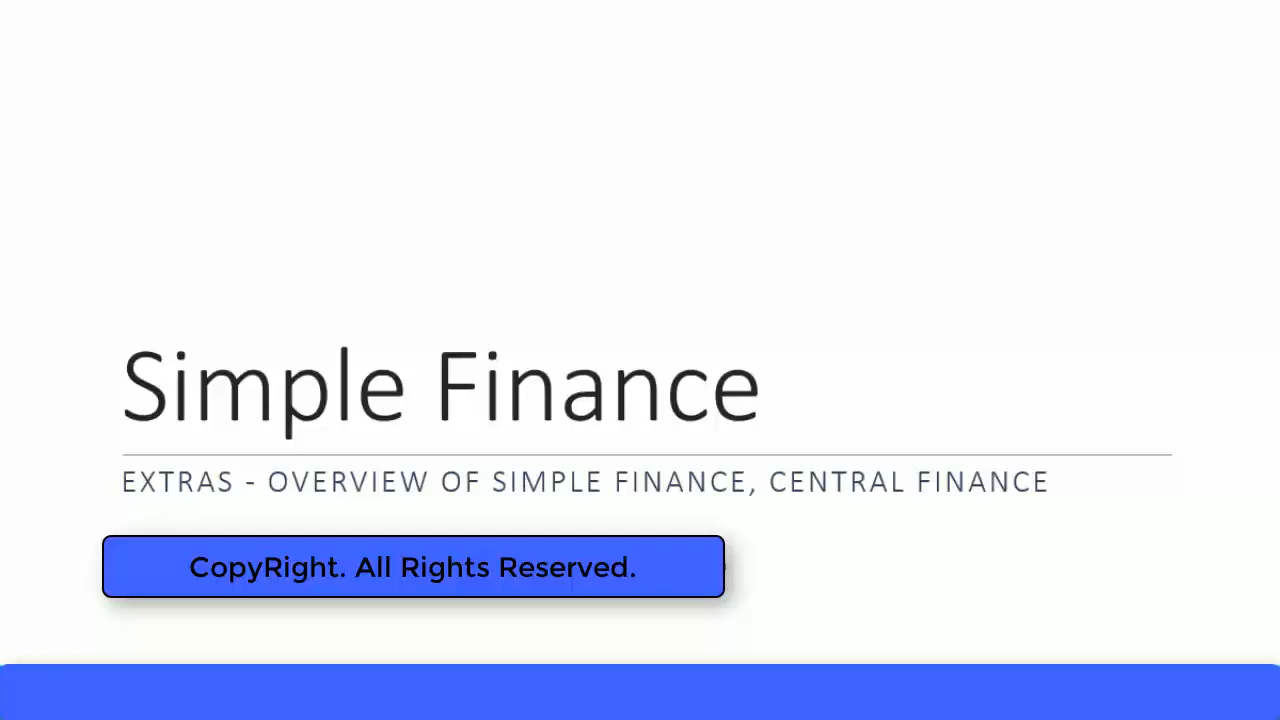 Simple Finance
EXTRAS - OVERVIEW OF SIMPLE FINANCE, CENTRAL FINANCE
CopyRight. All Rights Reserved.